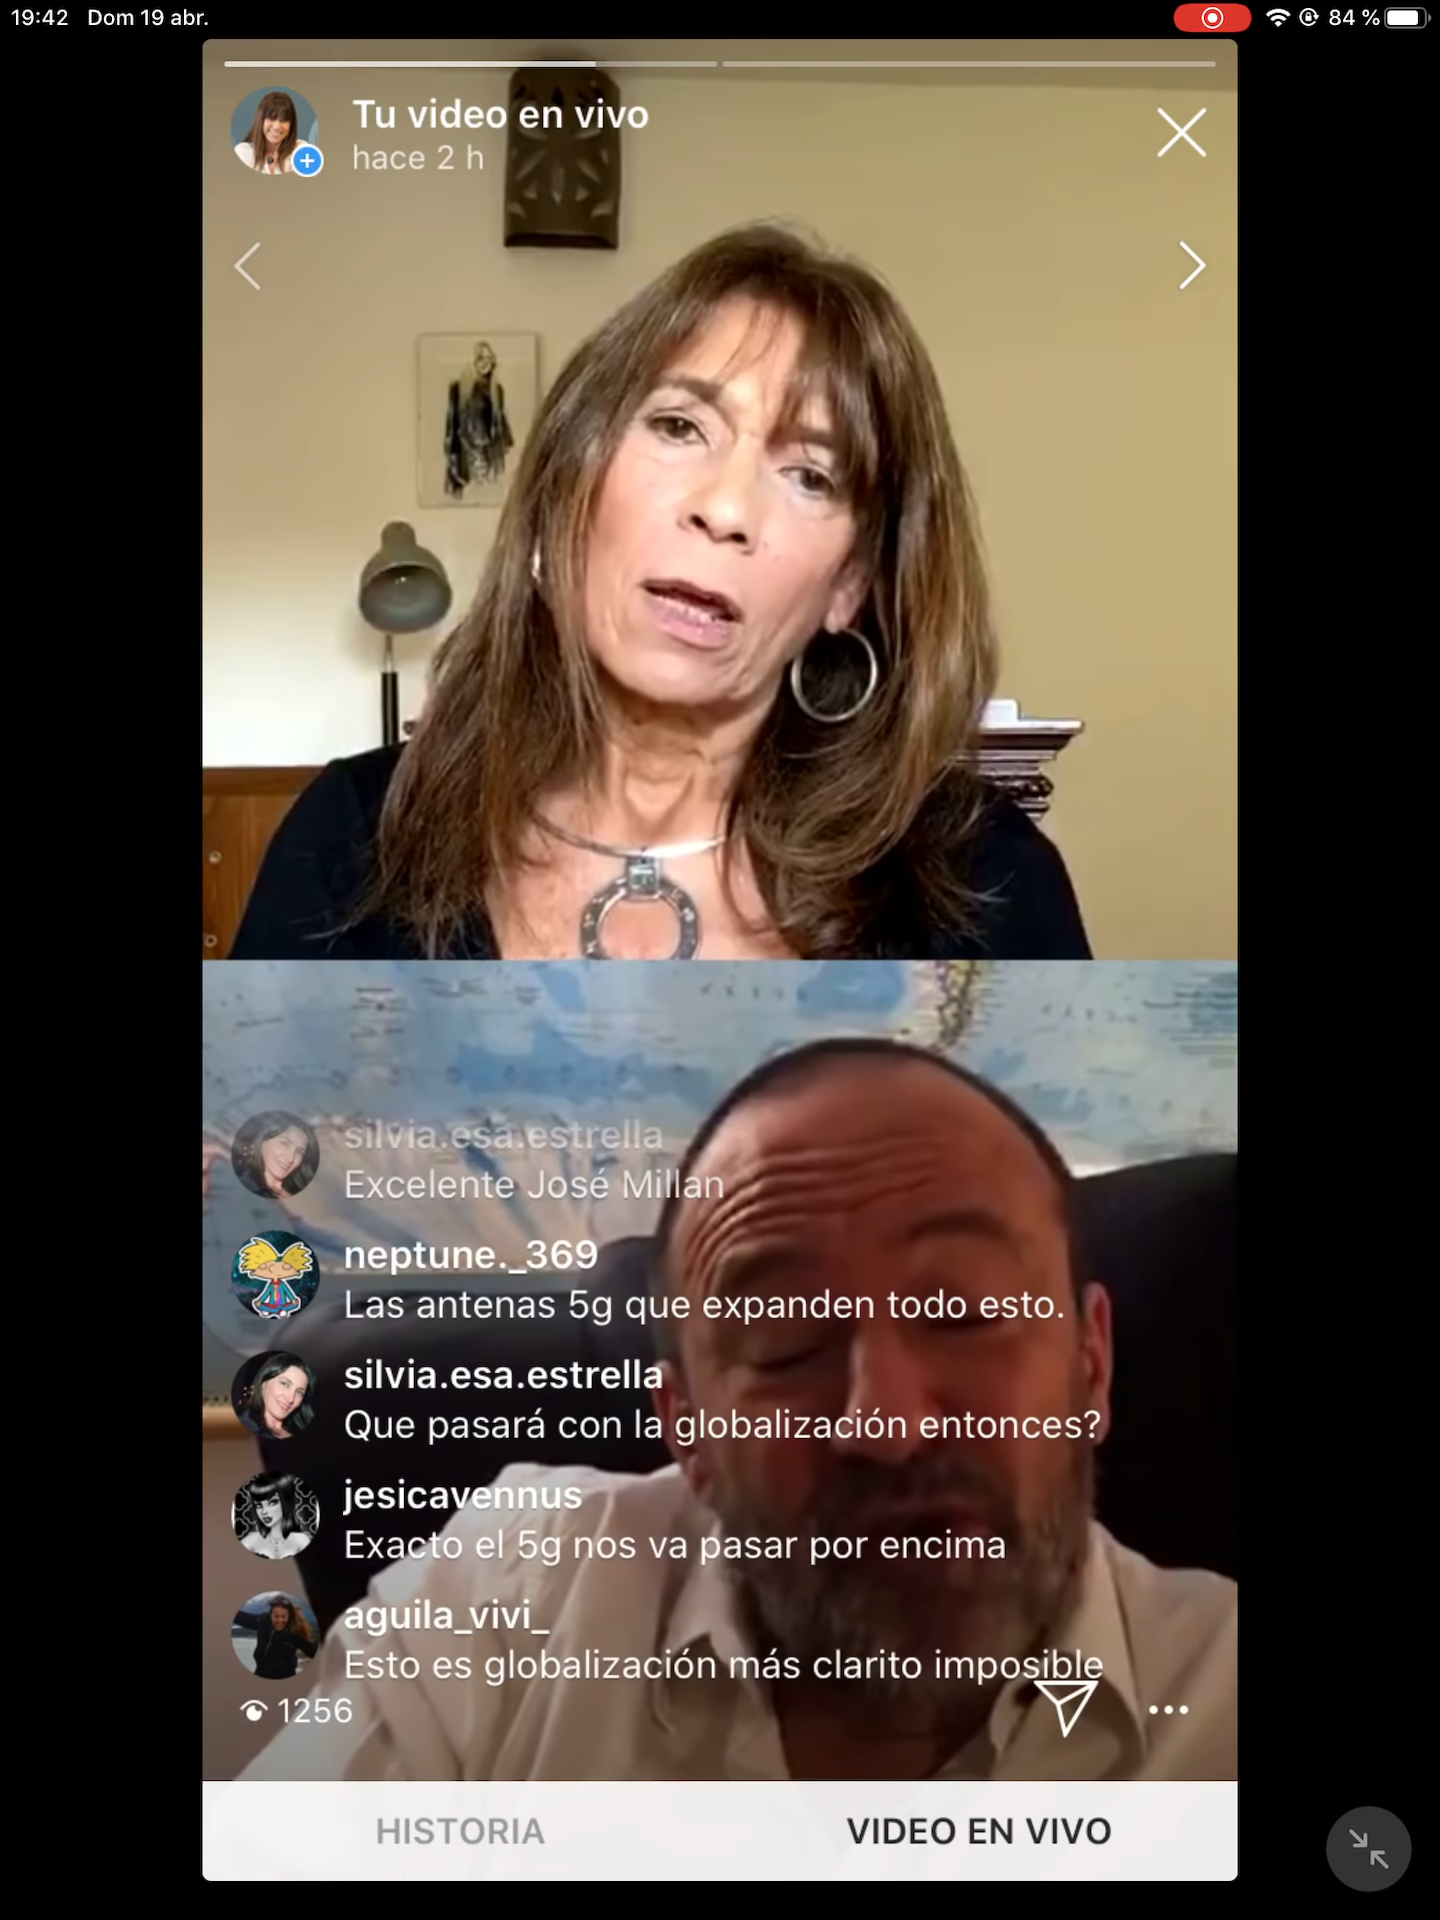 19:42 Dom 19 abr.
84 %
Tu video en vivo
hace 2 h
silvia.esa.estrella
Excelente José Millan
neptune._369
Las antenas 5g que expanden todo esto.
silvia.esa.estrella
Que pasará con la globalización entonces?
jesicavennus
Exacto el 5g nos va pasar por encima
aguila_vivi_
Esto es globalización más clarito imposible
1256
HISTORIA
VIDEO EN VIVO